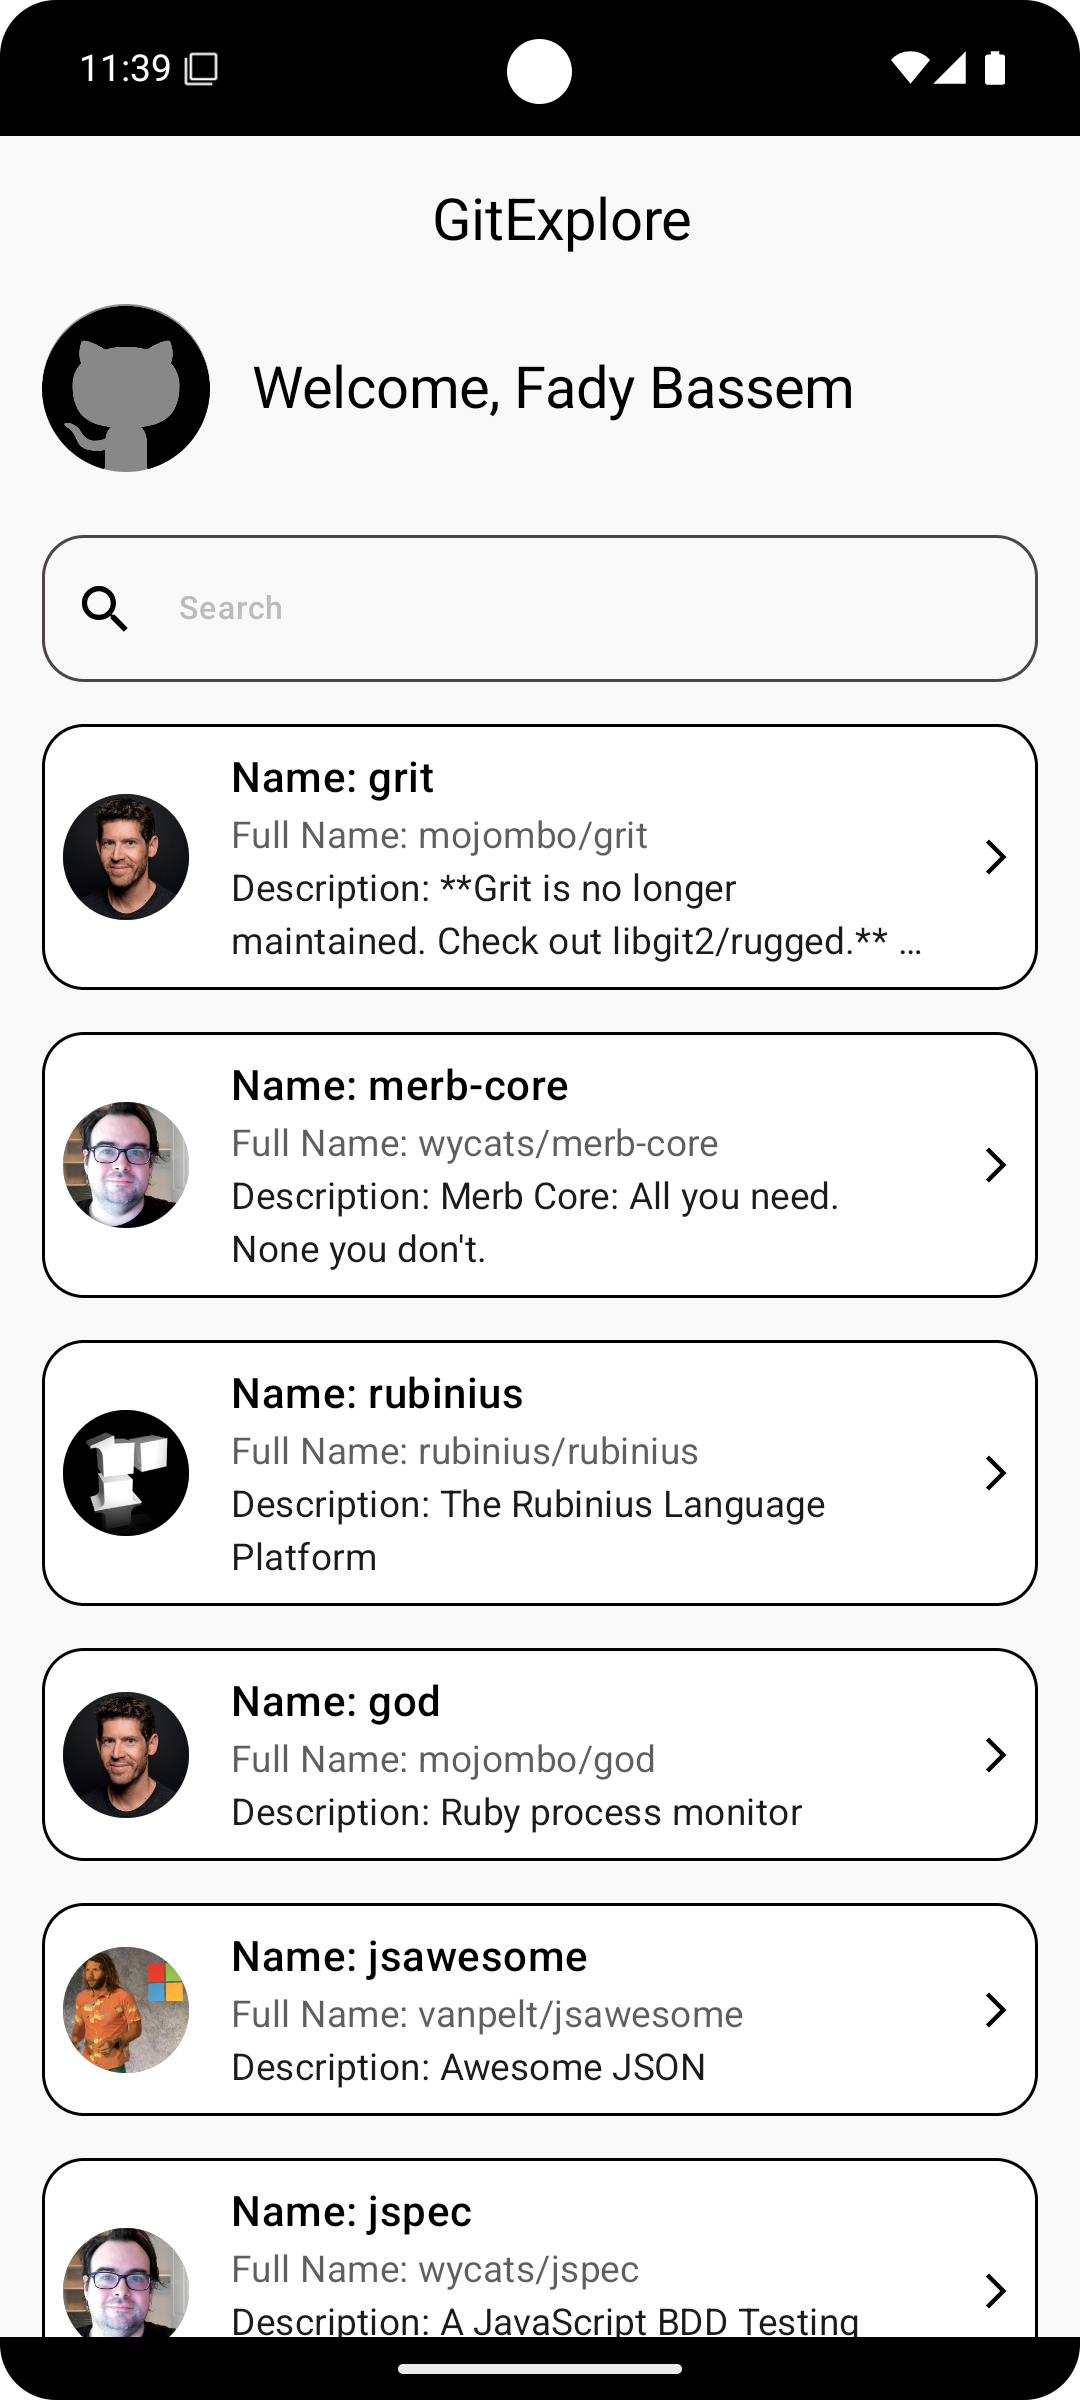 11:39
GitExplore
Welcome, Fady Bassem
Search
Name: grit
Full Name: mojombo/grit
Description: **Grit is no longer
maintained. Check out libgit2/rugged.** ...
Name: merb-core
Full Name: wycats/merb-core
Description: Merb Core: All you need.
None you don't.
Name: rubinius
Full Name: rubinius/rubinius
Description: The Rubinius Language
Platform
Name: god
Full Name: mojombo/god
Description: Ruby process monitor
Name: jsawesome
Full Name: vanpelt/jsawesome
Description: Awesome JSON
Name: jspec
Full Name: wycats/jspec
Description: A JavaScript BDD Testing